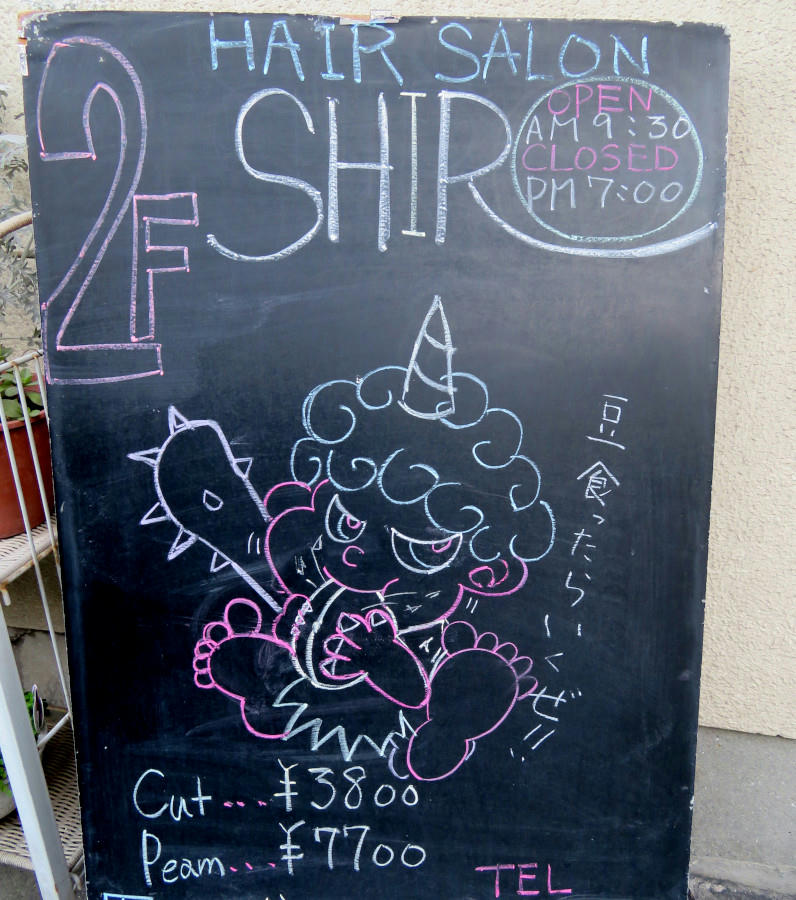 HAIR SALON
SHIR
OPEN
AM 9:30
CLOSED
PM 7:00
2F
豆食ったらいくぜ!!
Cut....¥3800
Peam....¥7700
TEL